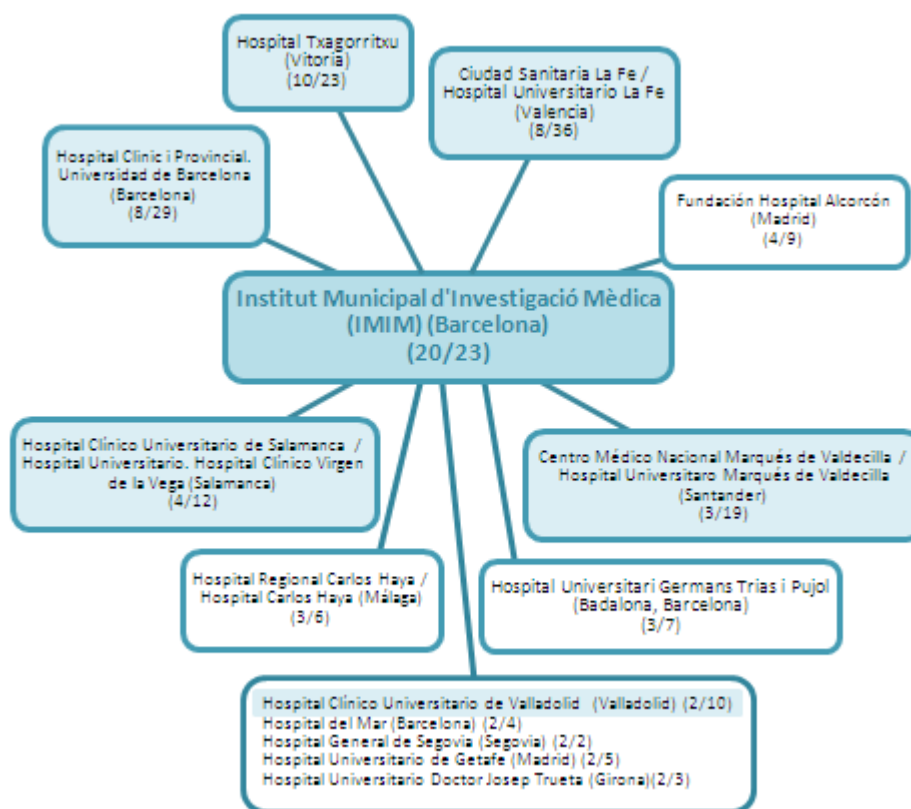 Hospital Txagorritxu
(Vitoria)
(10/23)
Ciudad Sanitaria La Fe /
Hospital Universitario La Fe
(Valencia)
(8/36)
Hospital Clinic i Provincial.
Universidad de Barcelona
(Barcelona)
(8/29)
Fundación Hospital Alcorcón
(Madrid)
(4/9)
Institut Municipal d'Investigació Mèdica
(IMIM) (Barcelona)
(20/23)
Hospital Clínico Universitario de Salamanca /
Hospital Universitario. Hospital Clínico Virgen
de la Vega (Salamanca)
(4/12)
Centro Médico Nacional Marqués de Valdecilla /
Hospital Universitaro Marqués de Valdecilla
(Santander)
(3/19)
Hospital Regional Carlos Haya /
Hospital Carlos Haya (Málaga)
(3/6)
Hospital Universitari Germans Trias i Pujol
(Badalona, Barcelona)
(3/7)
Hospital Clínico Universitario de Valladolid (Valladolid) (2/10)
Hospital del Mar (Barcelona) (2/4)
Hospital General de Segovia (Segovia) (2/2)
Hospital Universitario de Getafe (Madrid) (2/5)
Hospital Universitario Doctor Josep Trueta (Girona)(2/3)